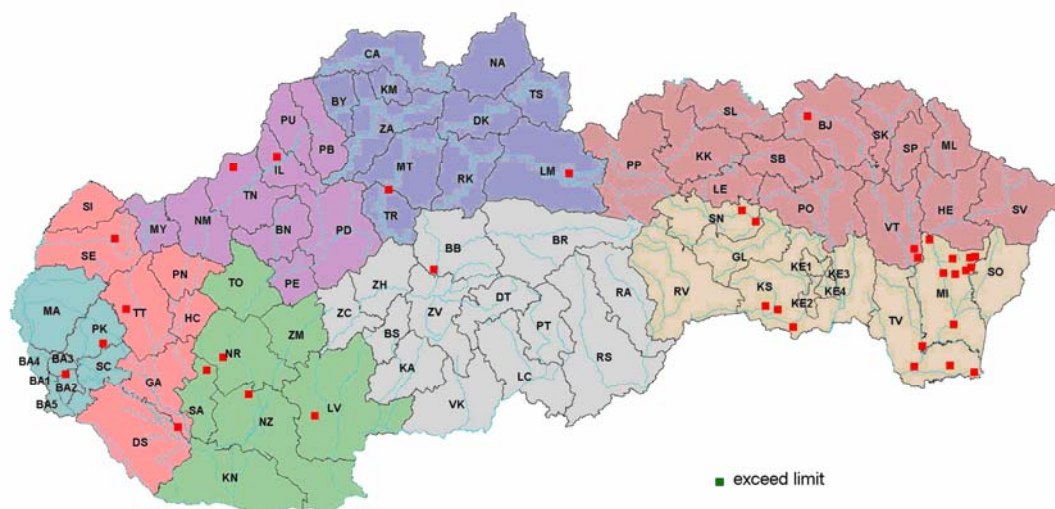 CA
NA
BY
KM
TS
PU
PB
ZA
DK
SL
BJ
SK
SP
ML
IL
MT
RK
LM
PP
KK
SB
TN
TR
LE
PO
HE
SV
SI
MY
NM
BN
PD
SN
VT
SE
BB
BR
PN
TO
PE
GL
KE1
KE3
SO
MA
TT
HC
ZH
ZC
ZV
DT
RA
RV
KS
KE4
KE2
MI
TV
PK
NR
ZM
BS
PT
BA4
BA3
SC
GA
KA
LC
RS
BA1
BA2
BA5
SA
NZ
LV
VK
DS
KN
exceed limit